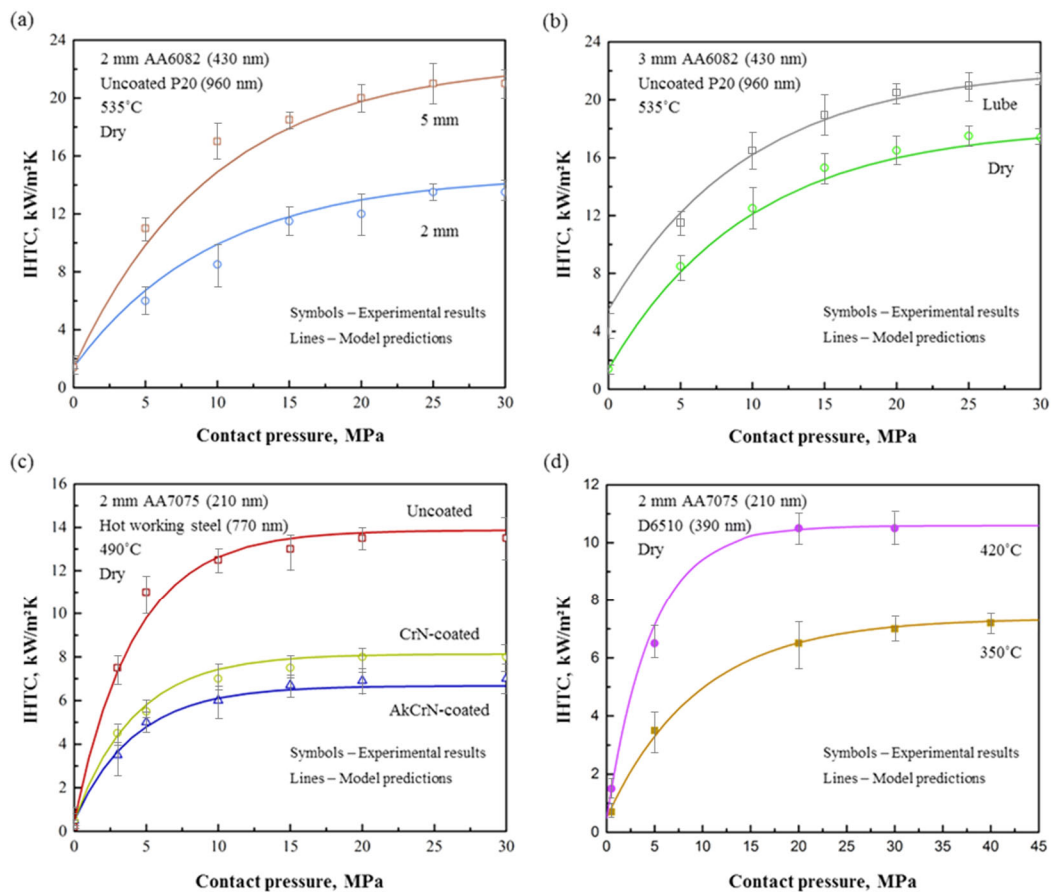 (a)
24
20
16
12
8
4
0
IHTC, kW/m²K
2 mm AA6082 (430 nm)
Uncoated P20 (960 nm)
535˚C
Dry
5 mm
2 mm
Symbols – Experimental results
Lines – Model predictions
0 5 10 15 20 25 30
Contact pressure, MPa
(b)
24
20
16
12
8
4
0
IHTC, kW/m²K
3 mm AA6082 (430 nm)
Uncoated P20 (960 nm)
535˚C
Lube
Dry
Symbols – Experimental results
Lines – Model predictions
0 5 10 15 20 25 30
Contact pressure, MPa
(c)
16
14
12
10
8
6
4
2
0
IHTC, kW/m²K
2 mm AA7075 (210 nm)
Hot working steel (770 nm)
490˚C
Dry
Uncoated
CrN-coated
AkCrN-coated
Symbols – Experimental results
Lines – Model predictions
0 5 10 15 20 25 30
Contact pressure, MPa
(d)
12
10
8
6
4
2
0
IHTC, kW/m²K
2 mm AA7075 (210 nm)
D6510 (390 nm)
Dry
420˚C
350˚C
Symbols – Experimental results
Lines – Model predictions
0 5 10 15 20 25 30 35 40 45
Contact pressure, MPa